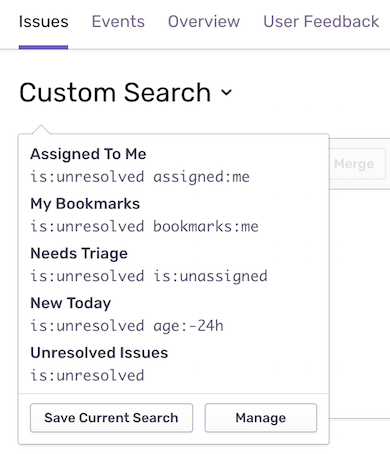 Issues Events Overview User Feedback
Custom Search
Merge
Assigned To Me
is:unresolved assigned:me
My Bookmarks
is:unresolved bookmarks:me
Needs Triage
is:unresolved is:unassigned
New Today
is:unresolved age:-24h
Unresolved Issues
is:unresolved
Save Current Search Manage